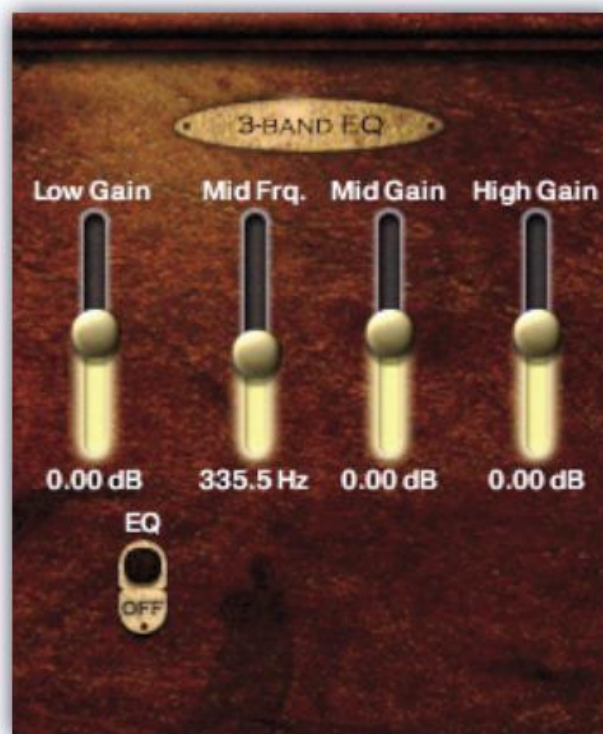 3-BAND EQ
Low Gain Mid Frq. Mid Gain High Gain
0.00 dB 335.5 Hz 0.00 dB 0.00 dB
EQ
OFF